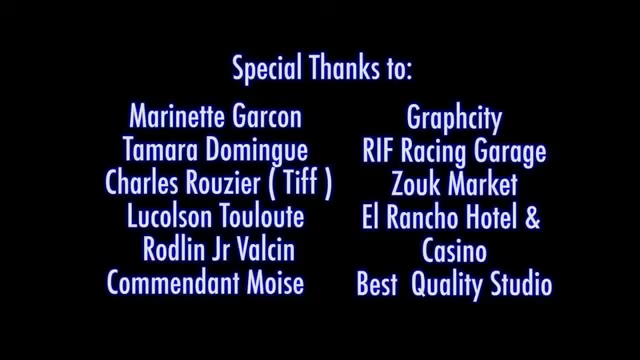 Special Thanks to:
Marinette Garcon
Tamara Domingue
Charles Rouzier ( Tiff )
Lucolson Touloute
Rodlin Jr Valcin
Commendant Moise
Graphcity
RIF Racing Garage
Zouk Market
El Rancho Hotel &
Casino
Best Quality Studio